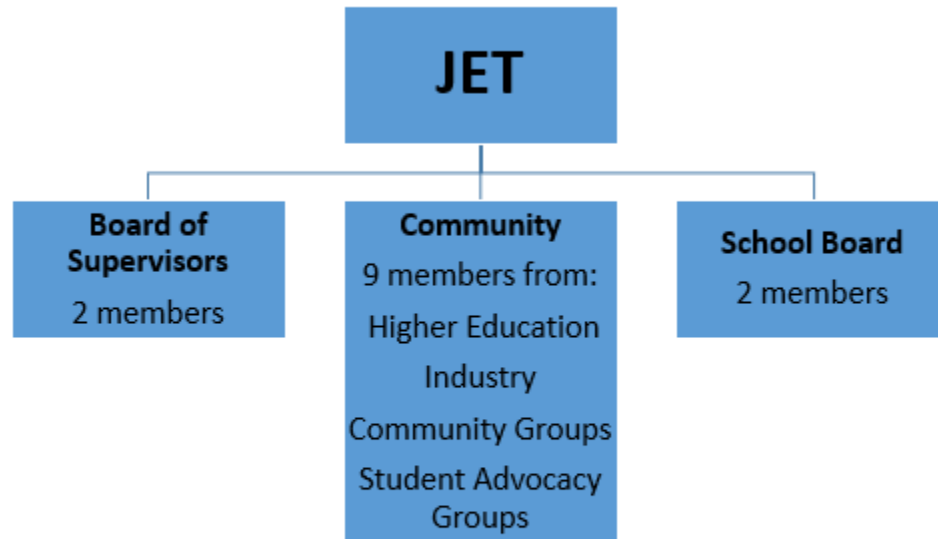 JET
Board of
Supervisors
2 members
Community
9 members from:
Higher Education
Industry
Community Groups
Student Advocacy
Groups
School Board
2 members